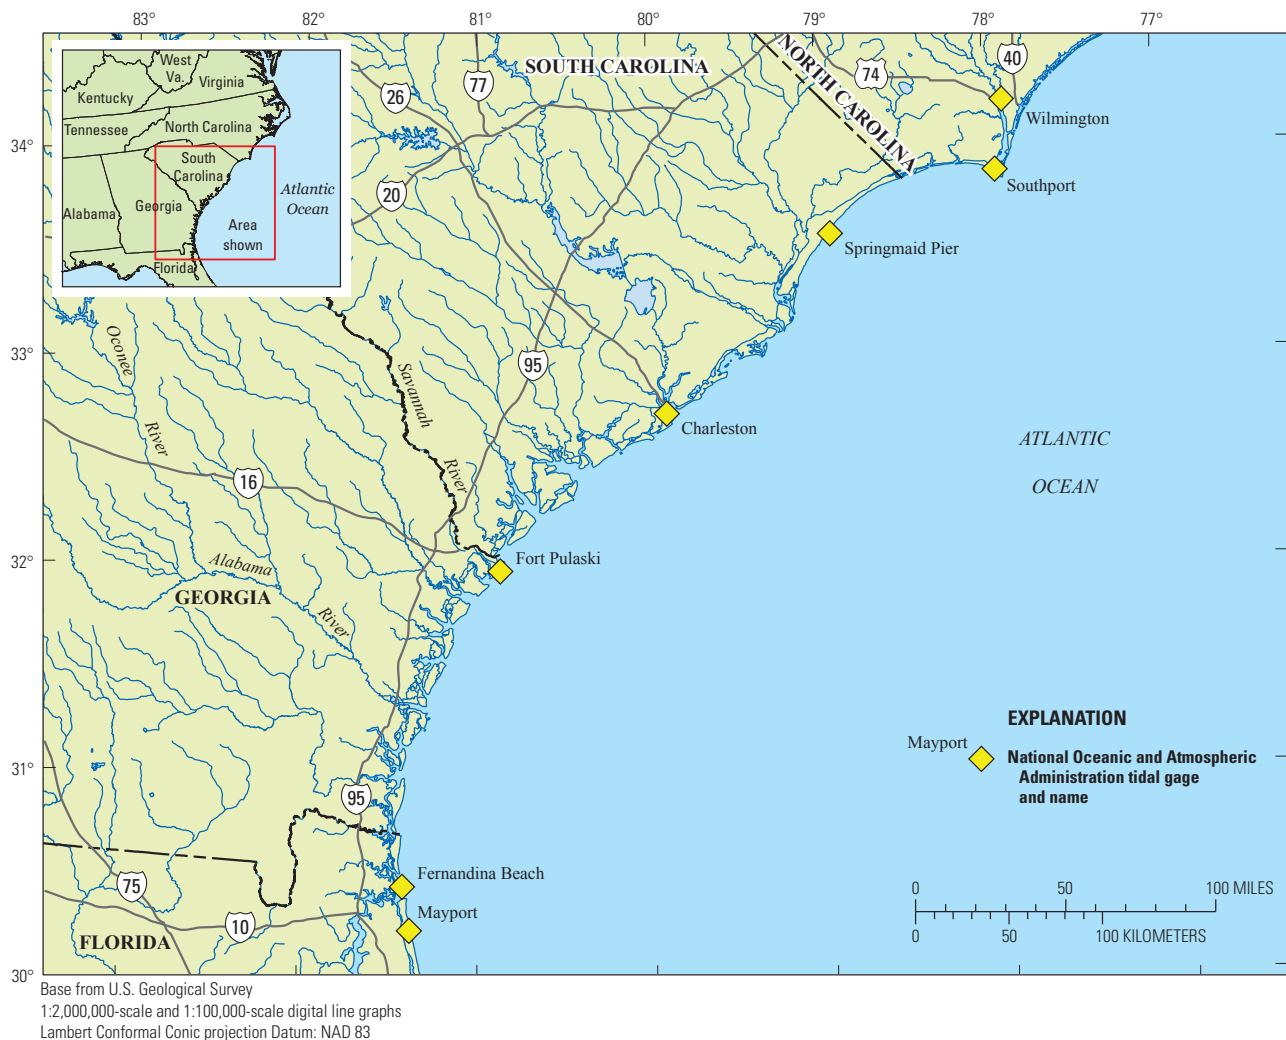 83°
82°
81°
80°
79°
78°
77°
34°
33°
32°
31°
30°
West
Va.
Virginia
Kentucky
Tennessee
North Carolina
South
Carolina
Alabama
Georgia
Florida
Atlantic
Ocean
Area
shown
SOUTH CAROLINA
NORTH CAROLINA
26
77
74
40
20
95
16
95
75
10
Wilmington
Southport
Springmaid Pier
Charleston
Fort Pulaski
Fernandina Beach
Mayport
Oconee
River
Savannah
River
Alabama
River
GEORGIA
FLORIDA
ATLANTIC
OCEAN
EXPLANATION
Mayport
National Oceanic and Atmospheric
Administration tidal gage
and name
0 50 100 MILES
0 50 100 KILOMETERS
Base from U.S. Geological Survey
1:2,000,000-scale and 1:100,000-scale digital line graphs
Lambert Conformal Conic projection Datum: NAD 83